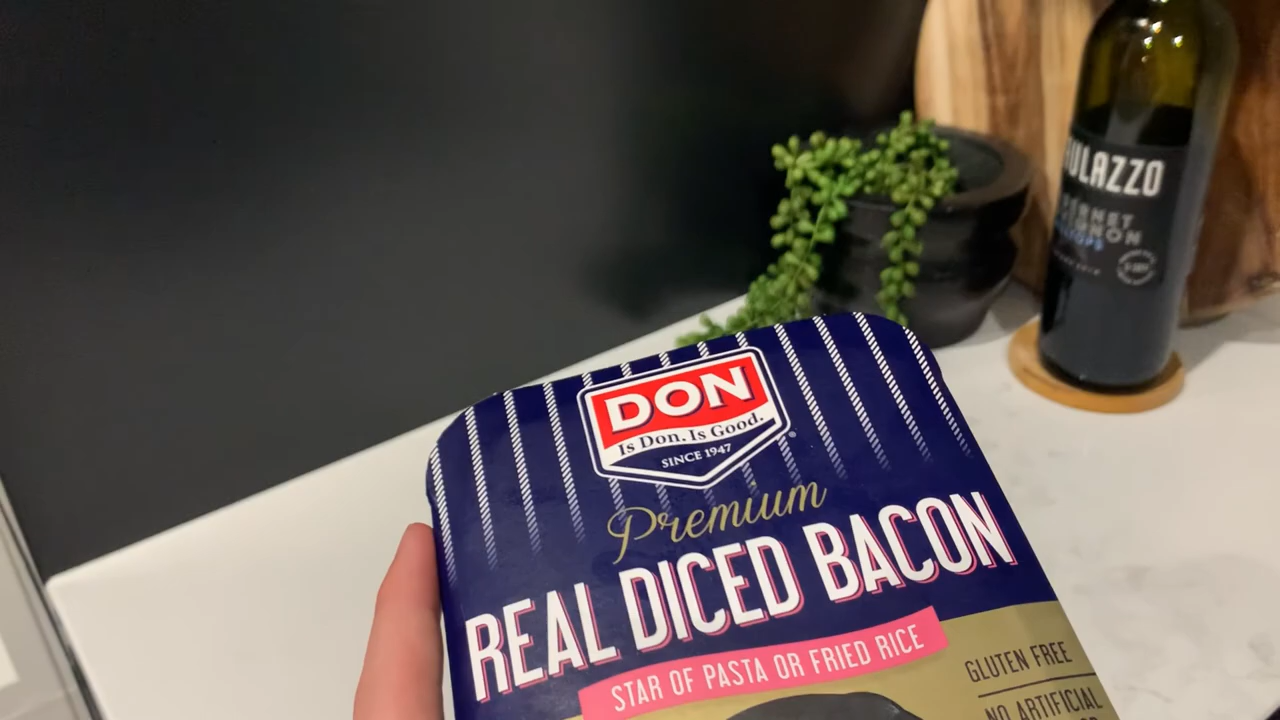 DON
Is Don. Is Good.
SINCE 1947
Premium
REAL DICED BACON
STAR OF PASTA OR FRIED RICE
GLUTEN FREE
NO ARTIFICIAL
ULAZZO